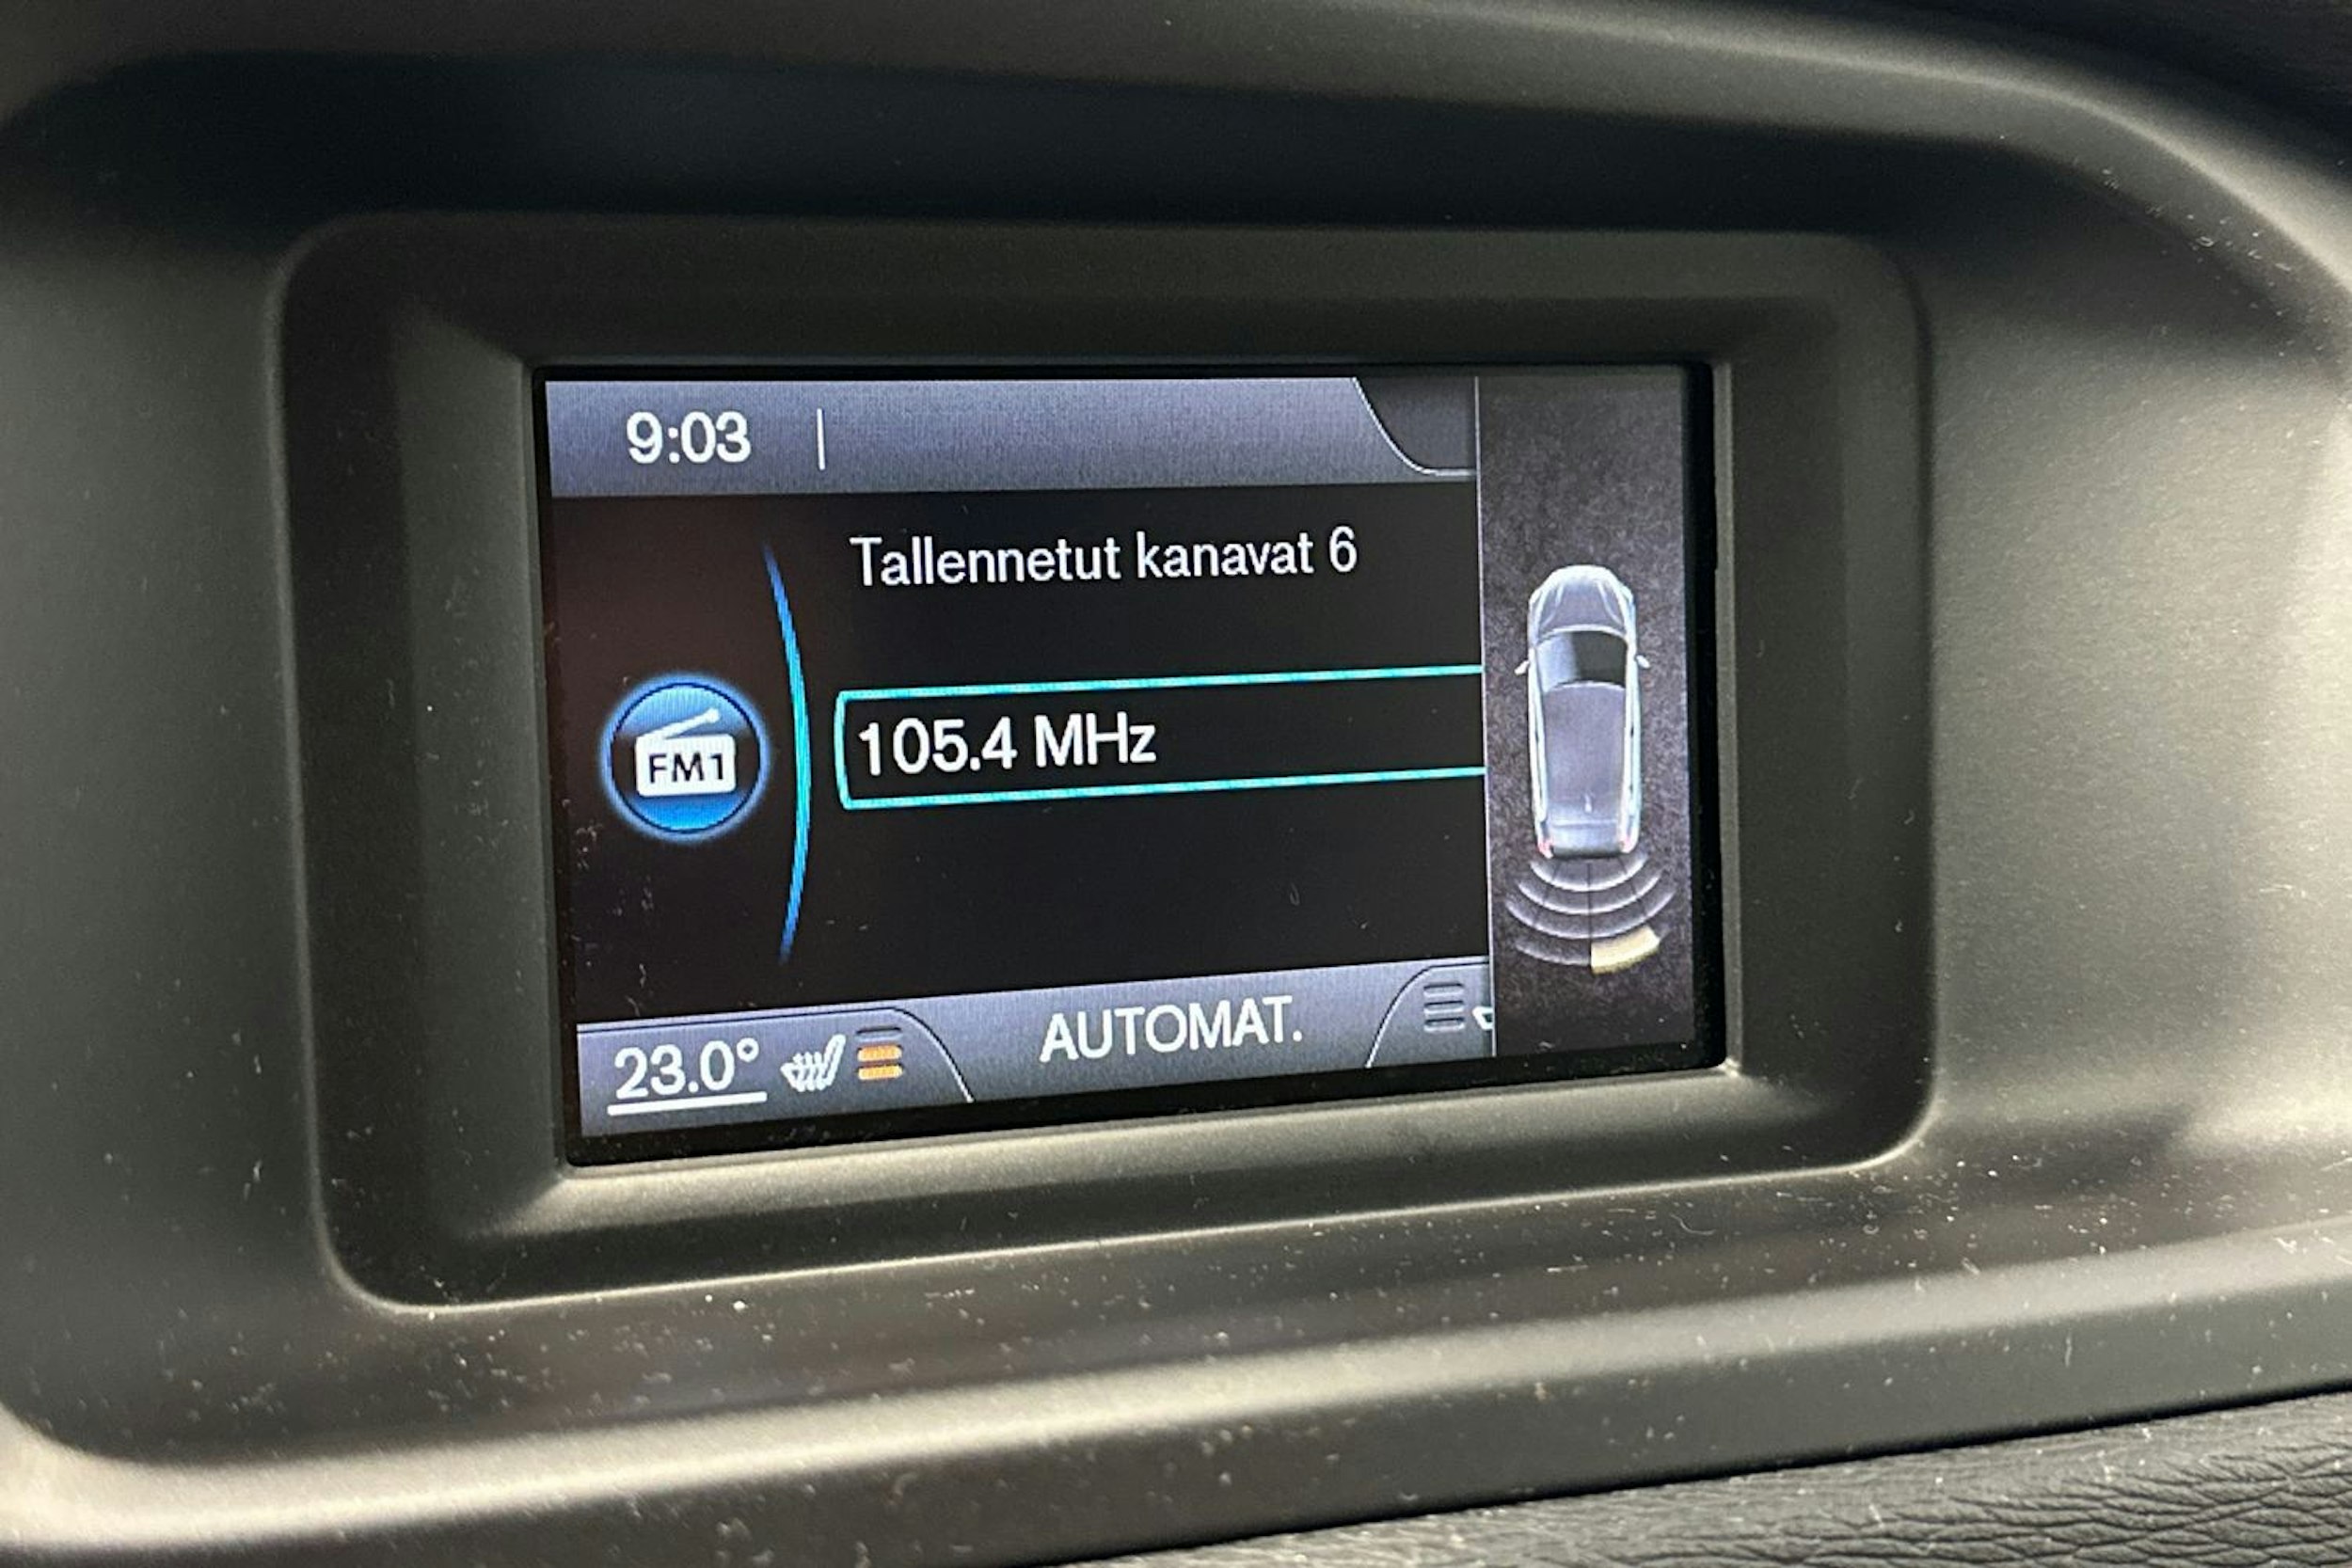 9:03
Tallennetut kanavat 6
FM1
105.4 MHz
23.0°
AUTOMAT.